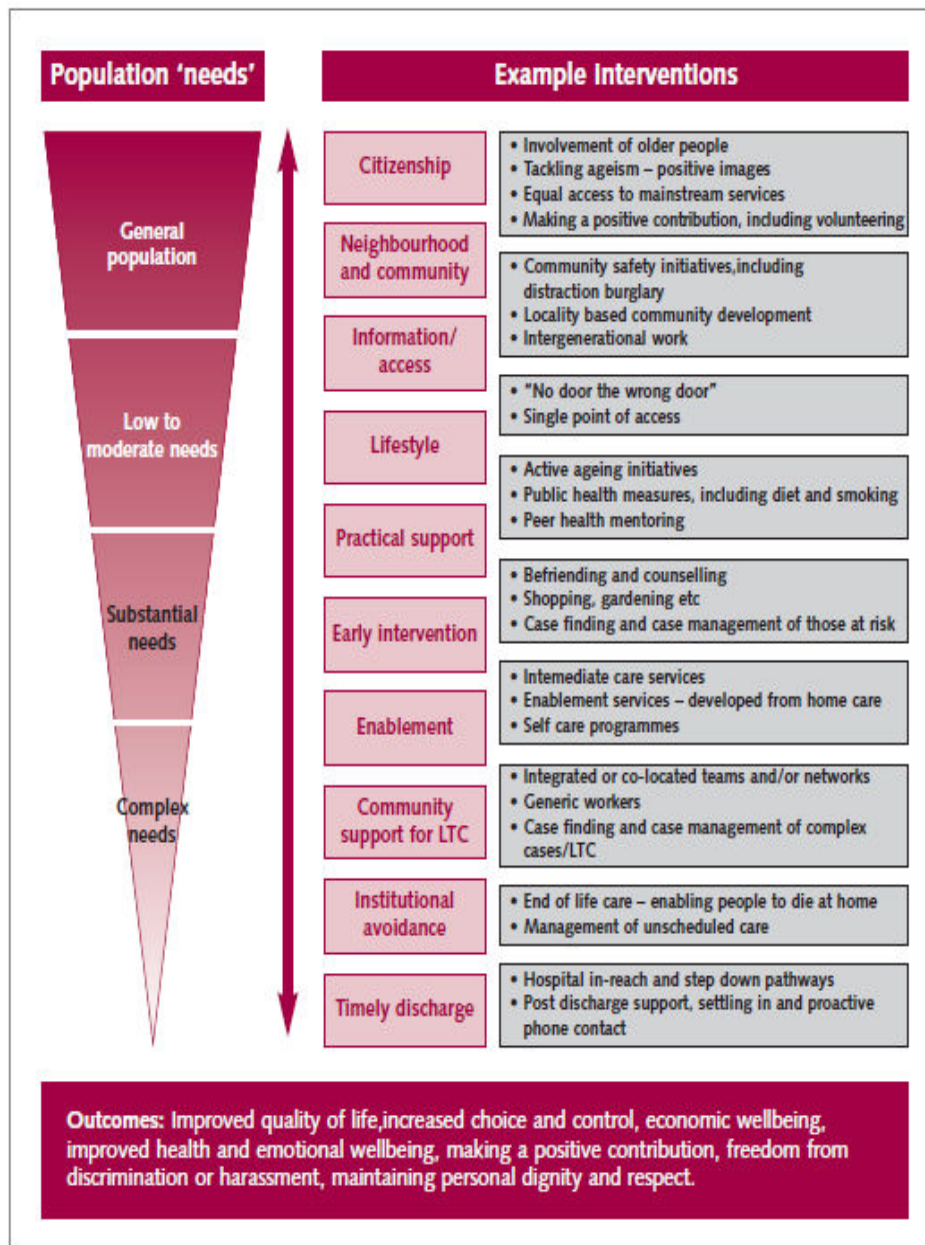 Population ‘needs’
Example interventions
General
population
Low to
moderate needs
Substantial
needs
Complex
needs
Citizenship
• Involvement of older people
• Tackling ageism – positive images
• Equal access to mainstream services
• Making a positive contribution, including volunteering
Neighbourhood
and community
• Community safety initiatives,including
distraction burglary
• Locality based community development
• Intergenerational work
Information/
access
• “No door the wrong door”
• Single point of access
Lifestyle
• Active ageing initiatives
• Public health measures, including diet and smoking
• Peer health mentoring
Practical support
• Befriending and counselling
• Shopping, gardening etc
• Case finding and case management of those at risk
Early intervention
• Intemediate care services
• Enablement services – developed from home care
• Self care programmes
Enablement
• Integrated or co-located teams and/or networks
• Generic workers
• Case finding and case management of complex
cases/LTC
Community
support for LTC
Institutional
avoidance
• End of life care – enabling people to die at home
• Management of unscheduled care
Timely discharge
• Hospital in-reach and step down pathways
• Post discharge support, settling in and proactive
phone contact
Outcomes: Improved quality of life,increased choice and control, economic wellbeing,
improved health and emotional wellbeing, making a positive contribution, freedom from
discrimination or harassment, maintaining personal dignity and respect.